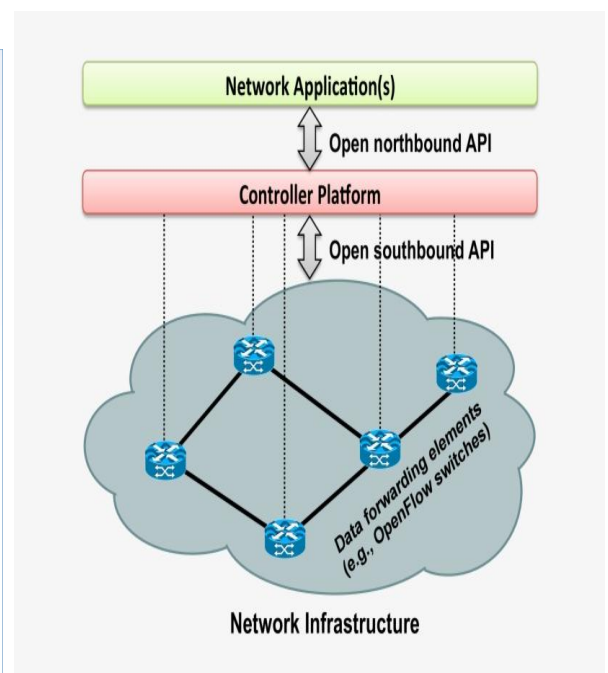 Network Application(s)
Open northbound API
Controller Platform
Open southbound API
Data forwarding elements
(e.g., OpenFlow switches)
Network Infrastructure